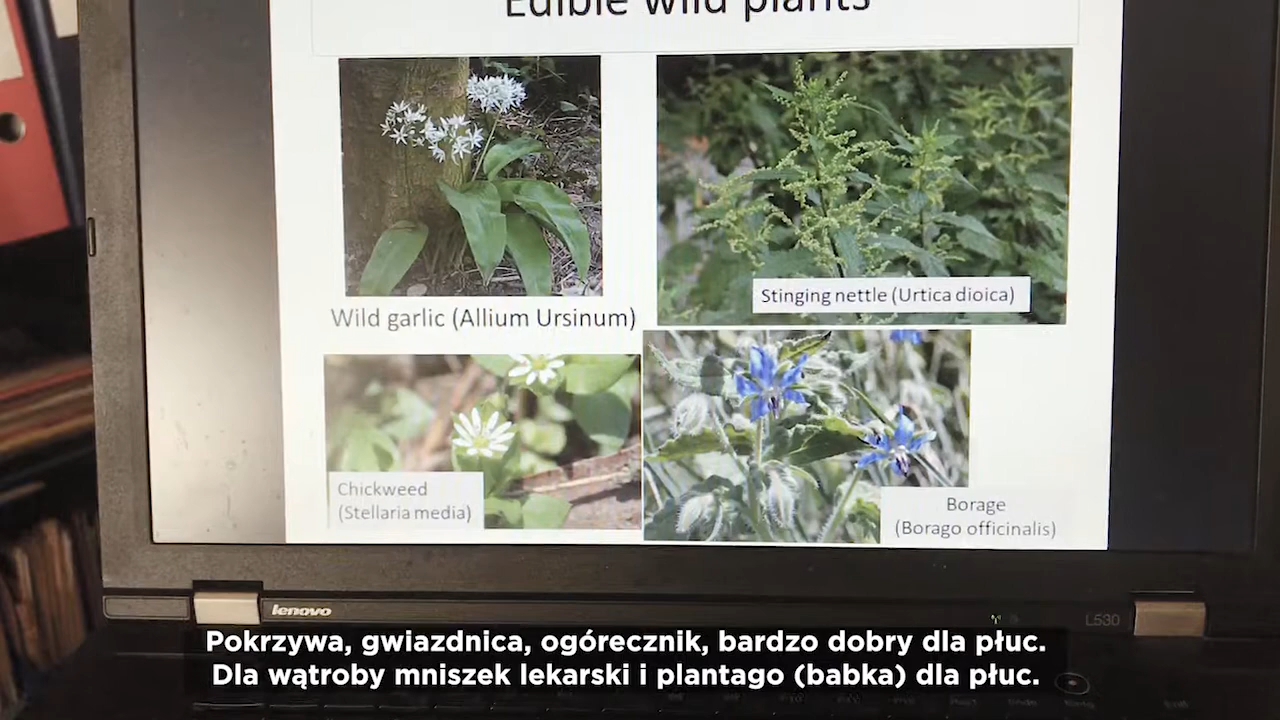 Edible wild plants
Wild garlic (Allium Ursinum)
Stinging nettle (Urtica dioica)
Chickweed
(Stellaria media)
Borage
(Borago officinalis)
lenovo
L530
Pokrzywa, gwiazdnica, ogórecznik, bardzo dobry dla płuc.
Dla wątroby mniszek lekarski i plantago (babka) dla płuc.